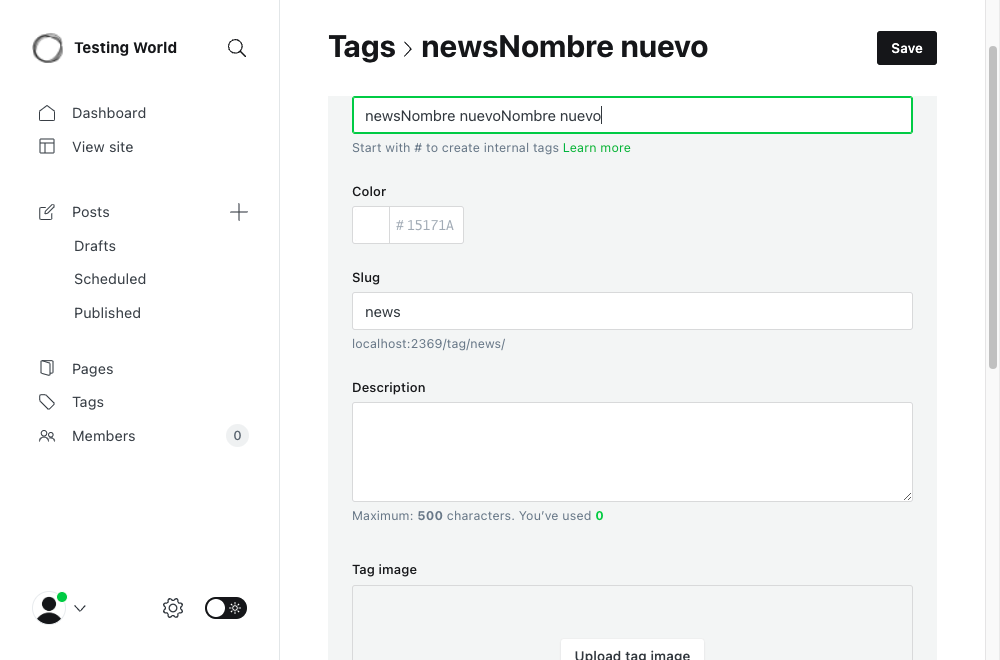 Testing World
Dashboard
View site
Posts
Drafts
Scheduled
Published
Pages
Tags
Members 0
Tags > newsNombre nuevo
Save
newsNombre nuevoNombre nuevo
Start with # to create internal tags Learn more
Color
# 15171A
Slug
news
localhost:2369/tag/news/
Description
Maximum: 500 characters. You’ve used 0
Tag image
Upload tag image